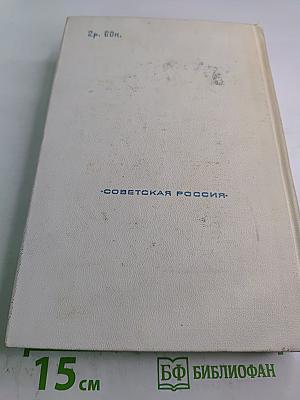 2р. 60к.
«СОВЕТСКАЯ РОССИЯ»
15 см
БФ БИБЛИОФАН